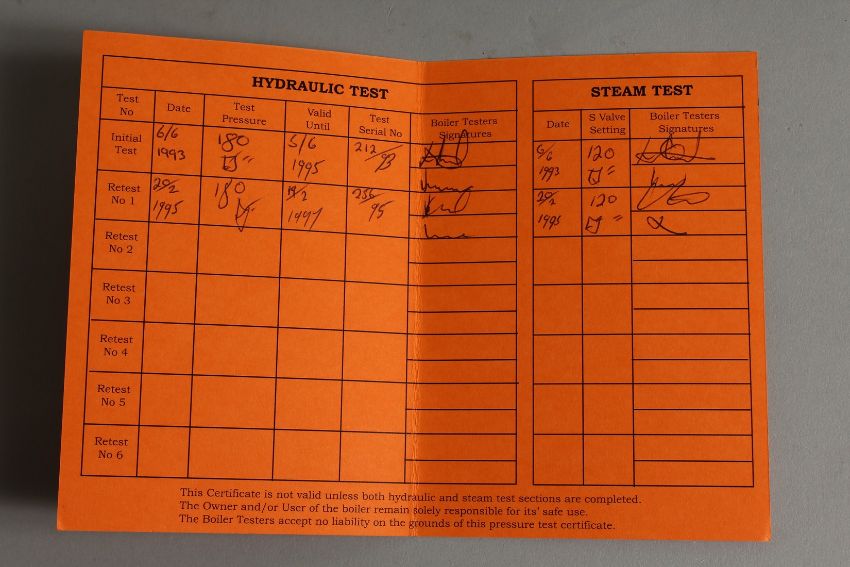 HYDRAULIC TEST
Test No
Date
Test Pressure
Valid Until
Test Serial No
Boiler Testers Signatures
Initial Test
6/6 1993
180
5/6 1995
212/93
Retest No 1
20/2 1995
180
19/2 1997
256/95
Retest No 2
Retest No 3
Retest No 4
Retest No 5
Retest No 6
STEAM TEST
Date
S Valve Setting
Boiler Testers Signatures
6/6 1993
120
20/2 1995
120
This Certificate is not valid unless both hydraulic and steam test sections are completed.
The Owner and/or User of the boiler remain solely responsible for its' safe use.
The Boiler Testers accept no liability on the grounds of this pressure test certificate.